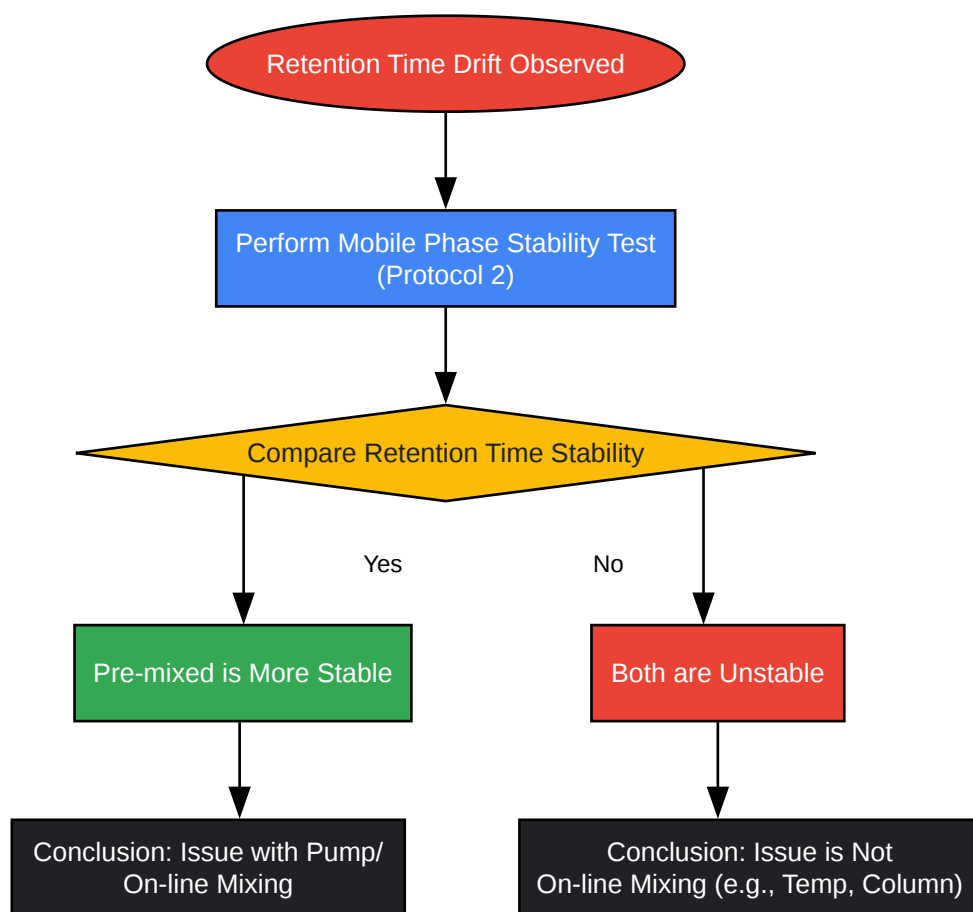 Retention Time Drift Observed
Perform Mobile Phase Stability Test
(Protocol 2)
Compare Retention Time Stability
Yes
No
Pre-mixed is More Stable
Both are Unstable
Conclusion: Issue with Pump/
On-line Mixing
Conclusion: Issue is Not
On-line Mixing (e.g., Temp, Column)